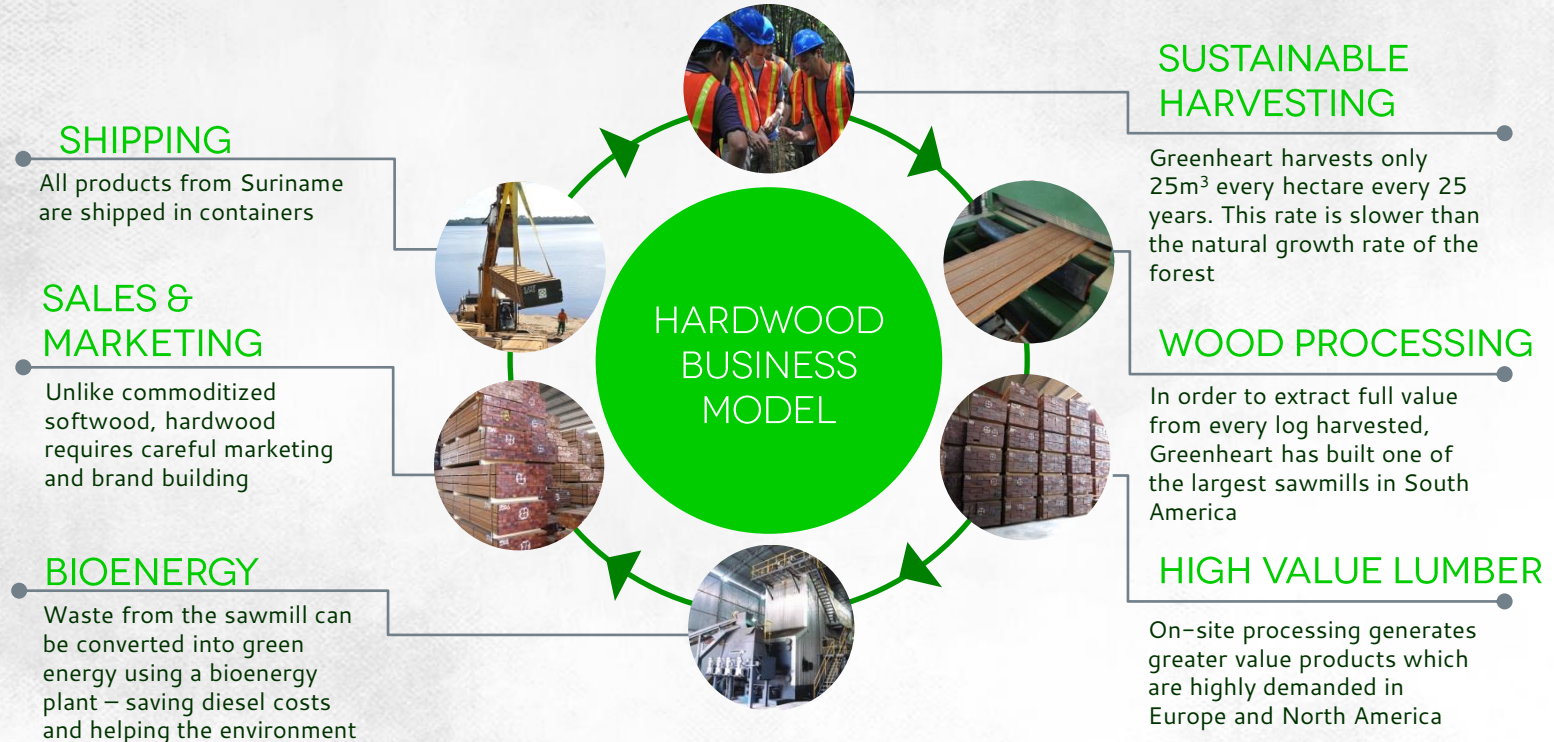 SUSTAINABLE
HARVESTING
Greenheart harvests only
25m³ every hectare every 25
years. This rate is slower than
the natural growth rate of the
forest
WOOD PROCESSING
In order to extract full value
from every log harvested,
Greenheart has built one of
the largest sawmills in South
America
HIGH VALUE LUMBER
On-site processing generates
greater value products which
are highly demanded in
Europe and North America
BIOENERGY
Waste from the sawmill can
be converted into green
energy using a bioenergy
plant – saving diesel costs
and helping the environment
SALES &
MARKETING
Unlike commoditized
softwood, hardwood
requires careful marketing
and brand building
SHIPPING
All products from Suriname
are shipped in containers
HARDWOOD
BUSINESS
MODEL